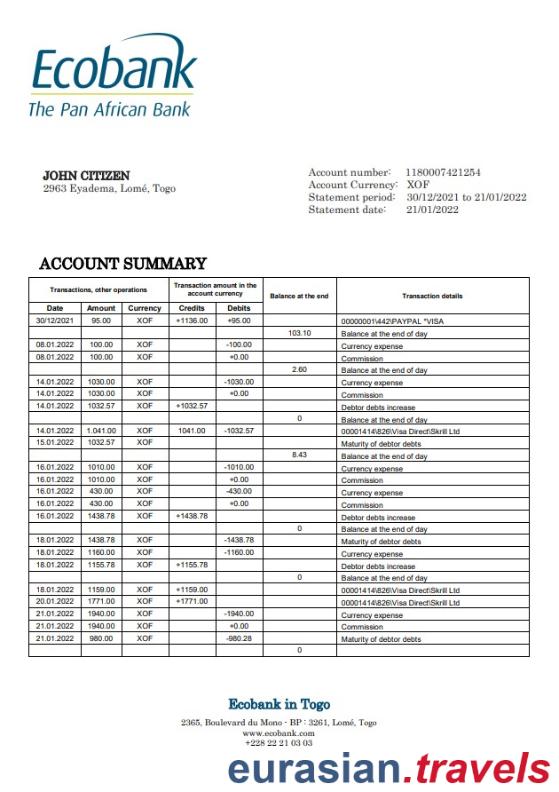 Ecobank
The Pan African Bank
JOHN CITIZEN
2963 Eyadema, Lomé, Togo
Account number: 1180007421254
Account Currency: XOF
Statement period: 30/12/2021 to 21/01/2022
Statement date: 21/01/2022
ACCOUNT SUMMARY
Transactions, other operations Transaction amount in the account currency Balance at the end Transaction details
Date Amount Currency Credits Debits
30/12/2021 95.00 XOF +1136.00 +95.00 00000001\442\PAYPAL *VISA
103.10 Balance at the end of day
08.01.2022 100.00 XOF -100.00 Currency expense
08.01.2022 100.00 XOF +0.00 Commission
2.60 Balance at the end of day
14.01.2022 1030.00 XOF -1030.00 Currency expense
14.01.2022 1030.00 XOF +0.00 Commission
14.01.2022 1032.57 XOF +1032.57 Debtor debts increase
0 Balance at the end of day
14.01.2022 1.041.00 XOF 1041.00 -1032.57 00001414\826\Visa Direct\Skrill Ltd
15.01.2022 1032.57 XOF Maturity of debtor debts
8.43 Balance at the end of day
16.01.2022 1010.00 XOF -1010.00 Currency expense
16.01.2022 1010.00 XOF +0.00 Commission
16.01.2022 430.00 XOF -430.00 Currency expense
16.01.2022 430.00 XOF +0.00 Commission
16.01.2022 1438.78 XOF +1438.78 Debtor debts increase
0 Balance at the end of day
18.01.2022 1438.78 XOF -1438.78 Maturity of debtor debts
18.01.2022 1160.00 XOF -1160.00 Currency expense
18.01.2022 1155.78 XOF +1155.78 Debtor debts increase
0 Balance at the end of day
18.01.2022 1159.00 XOF +1159.00 00001414\826\Visa Direct\Skrill Ltd
20.01.2022 1771.00 XOF +1771.00 00001414\826\Visa Direct\Skrill Ltd
21.01.2022 1940.00 XOF -1940.00 Currency expense
21.01.2022 1940.00 XOF +0.00 Commission
21.01.2022 980.00 XOF -980.28 Maturity of debtor debts
0
Ecobank in Togo
2365, Boulevard du Mono - BP : 3261, Lomé, Togo
www.ecobank.com
+228 22 21 03 03
eurasian.travels